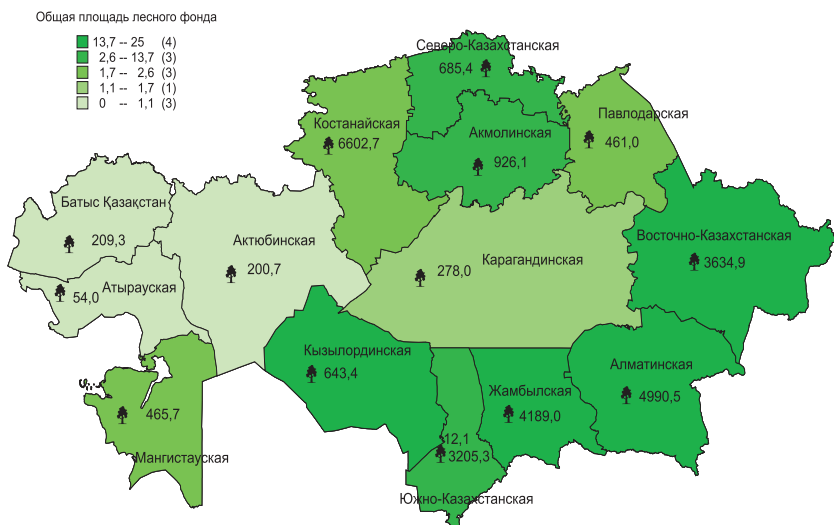 Общая площадь лесного фонда
13,7 -- 25 (4)
2,6 -- 13,7 (3)
1,7 -- 2,6 (3)
1,1 -- 1,7 (1)
0 -- 1,1 (3)
Северо-Казахстанская
685,4
Костанайская
6602,7
Акмолинская
926,1
Павлодарская
461,0
Батыс Қазақстан
209,3
Актюбинская
200,7
Карагандинская
278,0
Восточно-Казахстанская
3634,9
Атырауская
54,0
Кызылординская
643,4
Жамбылская
4189,0
Алматинская
4990,5
465,7
Мангистауская
12,1
3205,3
Южно-Казахстанская